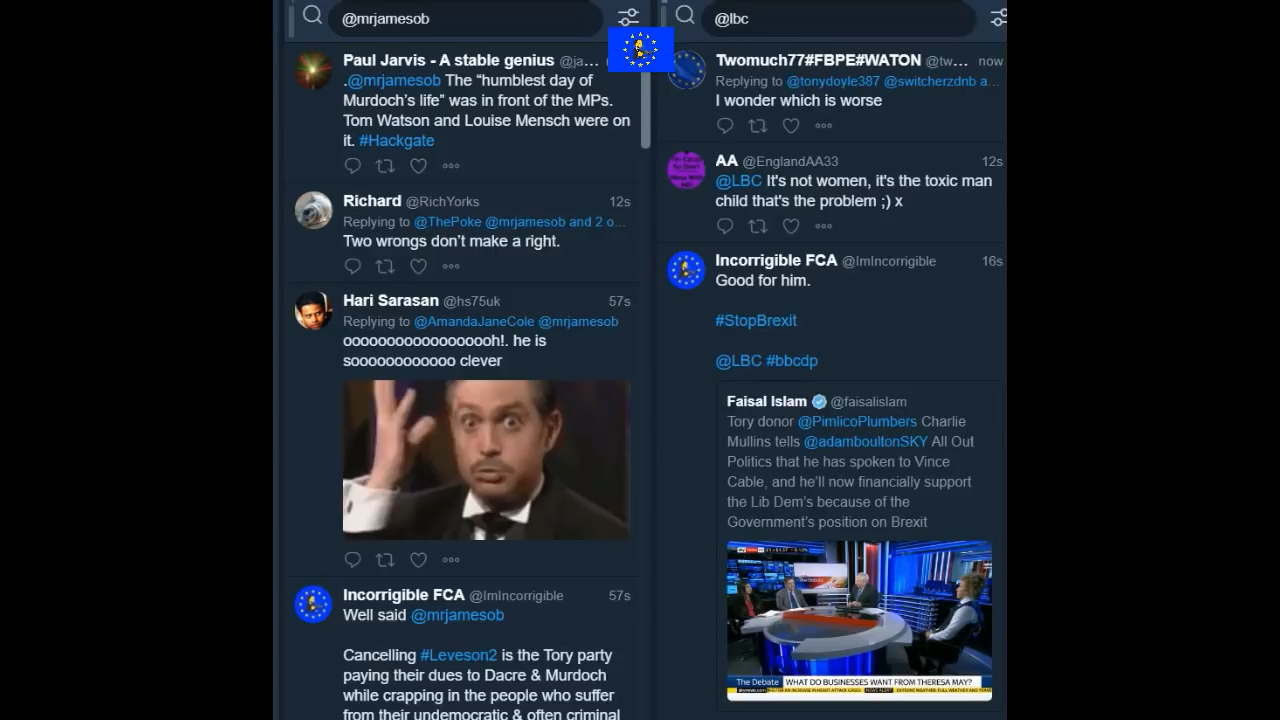 @mrjamesob
Paul Jarvis - A stable genius @ja...
.@mrjamesob The “humblest day of
Murdoch’s life” was in front of the MPs.
Tom Watson and Louise Mensch were on
it. #Hackgate
Richard @RichYorks 12s
Replying to @ThePoke @mrjamesob and 2 o...
Two wrongs don’t make a right.
Hari Sarasan @hs75uk 57s
Replying to @AmandaJaneCole @mrjamesob
ooooooooooooooooooh!. he is
soooooooooooo clever
Incorrigible FCA @ImIncorrigible 57s
Well said @mrjamesob
Cancelling #Leveson2 is the Tory party
paying their dues to Dacre & Murdoch
while crapping in the people who suffer
from their undemocratic & often criminal
@lbc
Twomuch77#FBPE#WATON @tw... now
Replying to @tonydoyle387 @switcherzdnb a...
I wonder which is worse
AA @EnglandAA33 12s
@LBC It's not women, it's the toxic man
child that's the problem ;) x
Incorrigible FCA @ImIncorrigible 16s
Good for him.
#StopBrexit
@LBC #bbcdp
Faisal Islam @faisalislam
Tory donor @PimlicoPlumbers Charlie
Mullins tells @adamboultonSKY All Out
Politics that he has spoken to Vince
Cable, and he’ll now financially support
the Lib Dem’s because of the
Government’s position on Brexit
The Debate WHAT DO BUSINESSES WANT FROM THERESA MAY?